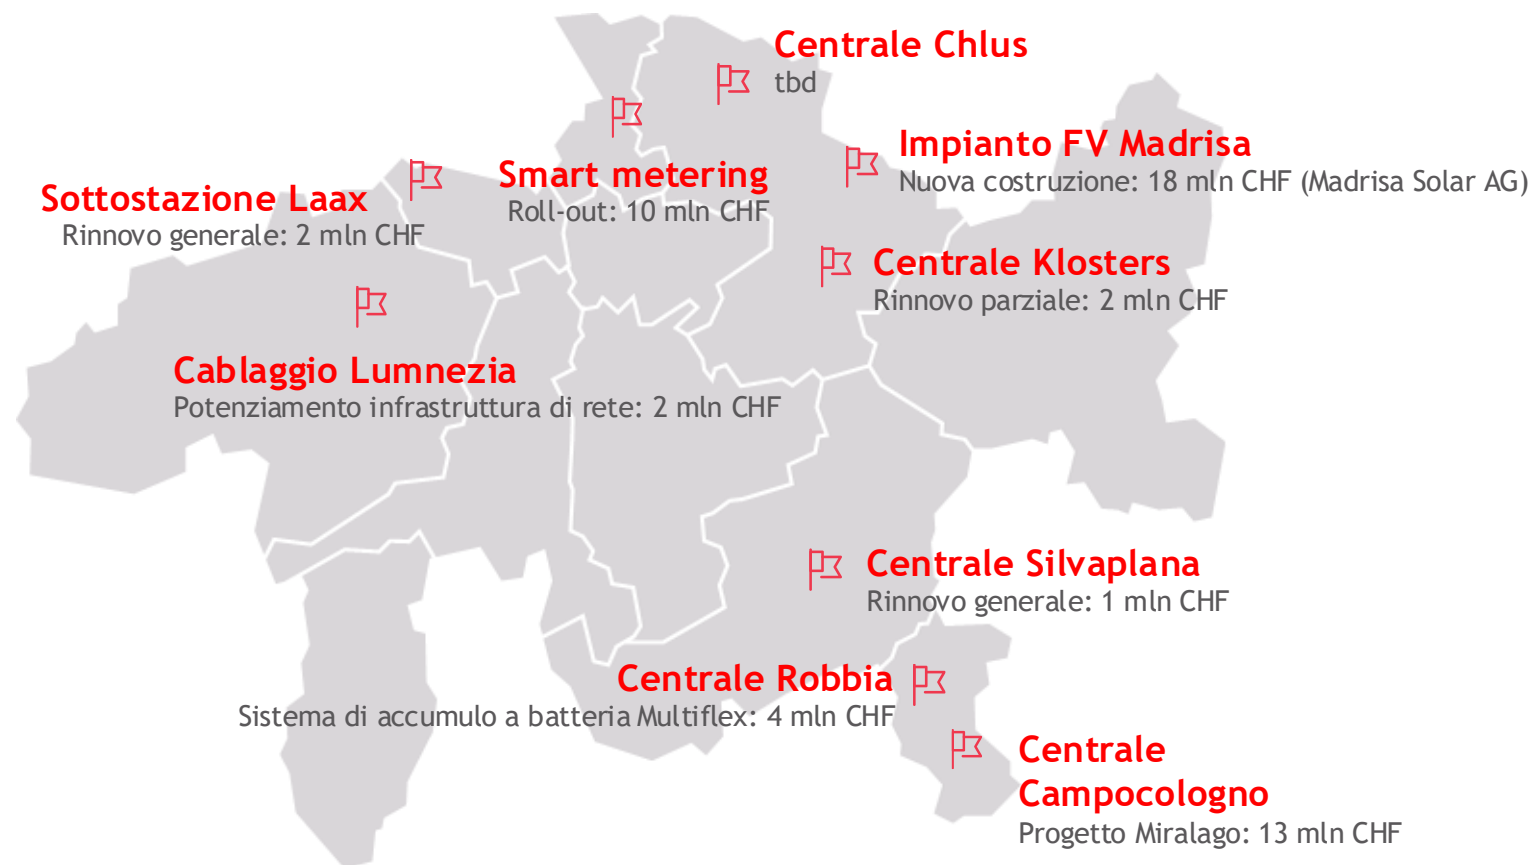 Centrale Chlus
tbd
Impianto FV Madrisa
Nuova costruzione: 18 mln CHF (Madrisa Solar AG)
Smart metering
Roll-out: 10 mln CHF
Sottostazione Laax
Rinnovo generale: 2 mln CHF
Centrale Klosters
Rinnovo parziale: 2 mln CHF
Cablaggio Lumnezia
Potenziamento infrastruttura di rete: 2 mln CHF
Centrale Silvaplana
Rinnovo generale: 1 mln CHF
Centrale Robbia
Sistema di accumulo a batteria Multiflex: 4 mln CHF
Centrale
Campocologno
Progetto Miralago: 13 mln CHF